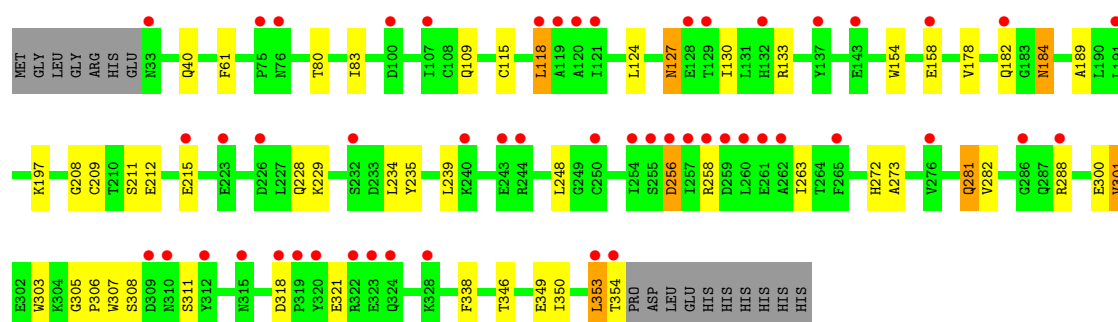 MET GLY LEU GLY ARG HIS GLU N33 Q40 F61 P75 N76 T80 I83 D100 I107 C108 Q109 C115 L118 A119 A120 I121 L124 N127 E128 T129 I130 L131 H132 R133 Y137 E143 W154 E158 V178 Q182 G183 N184 A189 L190
K197 G208 C209 T210 S211 E212 E215 E223 D226 L227 Q228 K229 S232 D233 L234 Y235 L239 K240 E243 R244 L248 G249 C250 I254 S255 D256 I257 R258 D259 L260 E261 A262 I263 T264 F265 H272 A273 V276 Q281 V282 G286 Q287 R288 E300
E302 W303 K304 G305 P306 W307 S308 D309 N310 S311 Y312 N315 D318 P319 Y320 E321 R322 E323 Q324 K328 F338 T346 E349 I350 L353 T354 PRO ASP LEU GLU HIS HIS HIS HIS HIS HIS